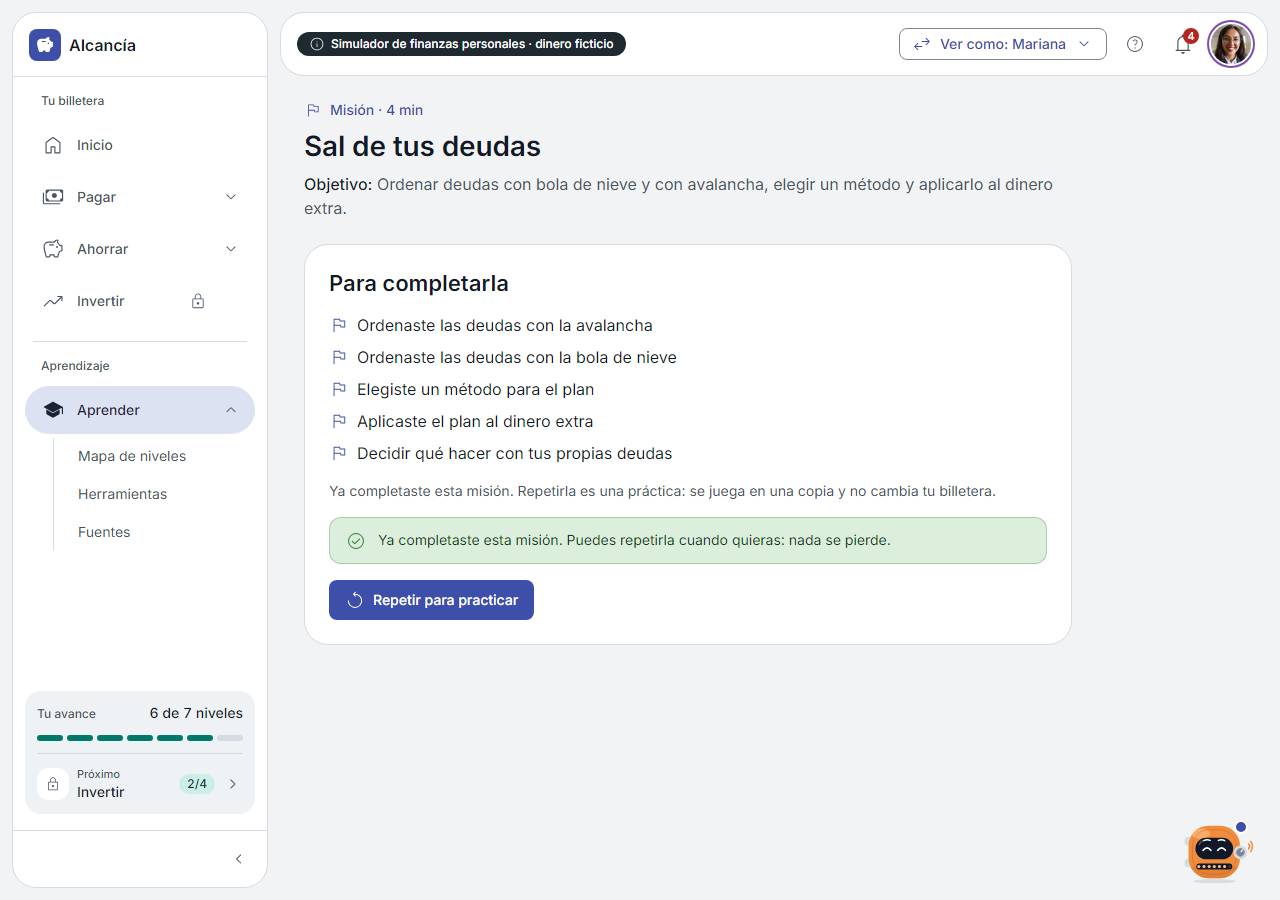 Alcancía
Simulador de finanzas personales · dinero ficticio
Ver como: Mariana
4
Tu billetera
Inicio
Pagar
Ahorrar
Invertir
Aprendizaje
Aprender
Mapa de niveles
Herramientas
Fuentes
Tu avance
6 de 7 niveles
Próximo
Invertir
2/4
Misión · 4 min
Sal de tus deudas
Objetivo: Ordenar deudas con bola de nieve y con avalancha, elegir un método y aplicarlo al dinero
extra.
Para completarla
Ordenaste las deudas con la avalancha
Ordenaste las deudas con la bola de nieve
Elegiste un método para el plan
Aplicaste el plan al dinero extra
Decidir qué hacer con tus propias deudas
Ya completaste esta misión. Repetirla es una práctica: se juega en una copia y no cambia tu billetera.
Ya completaste esta misión. Puedes repetirla cuando quieras: nada se pierde.
Repetir para practicar